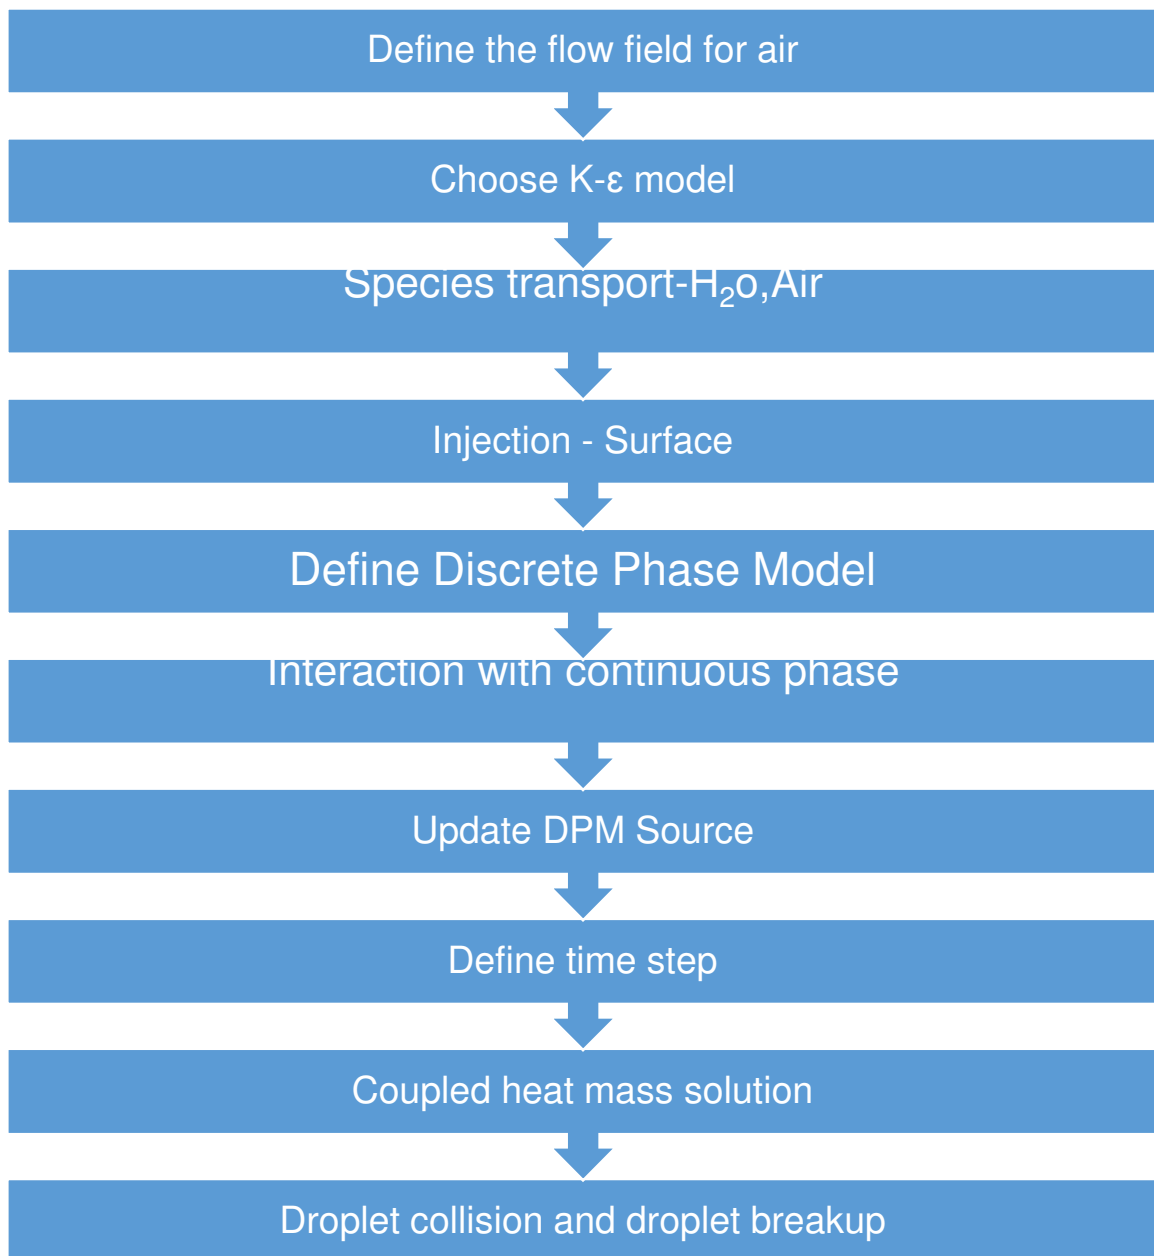 Define the flow field for air
Choose K-ε model
Species transport-H₂o,Air
Injection - Surface
Define Discrete Phase Model
Interaction with continuous phase
Update DPM Source
Define time step
Coupled heat mass solution
Droplet collision and droplet breakup